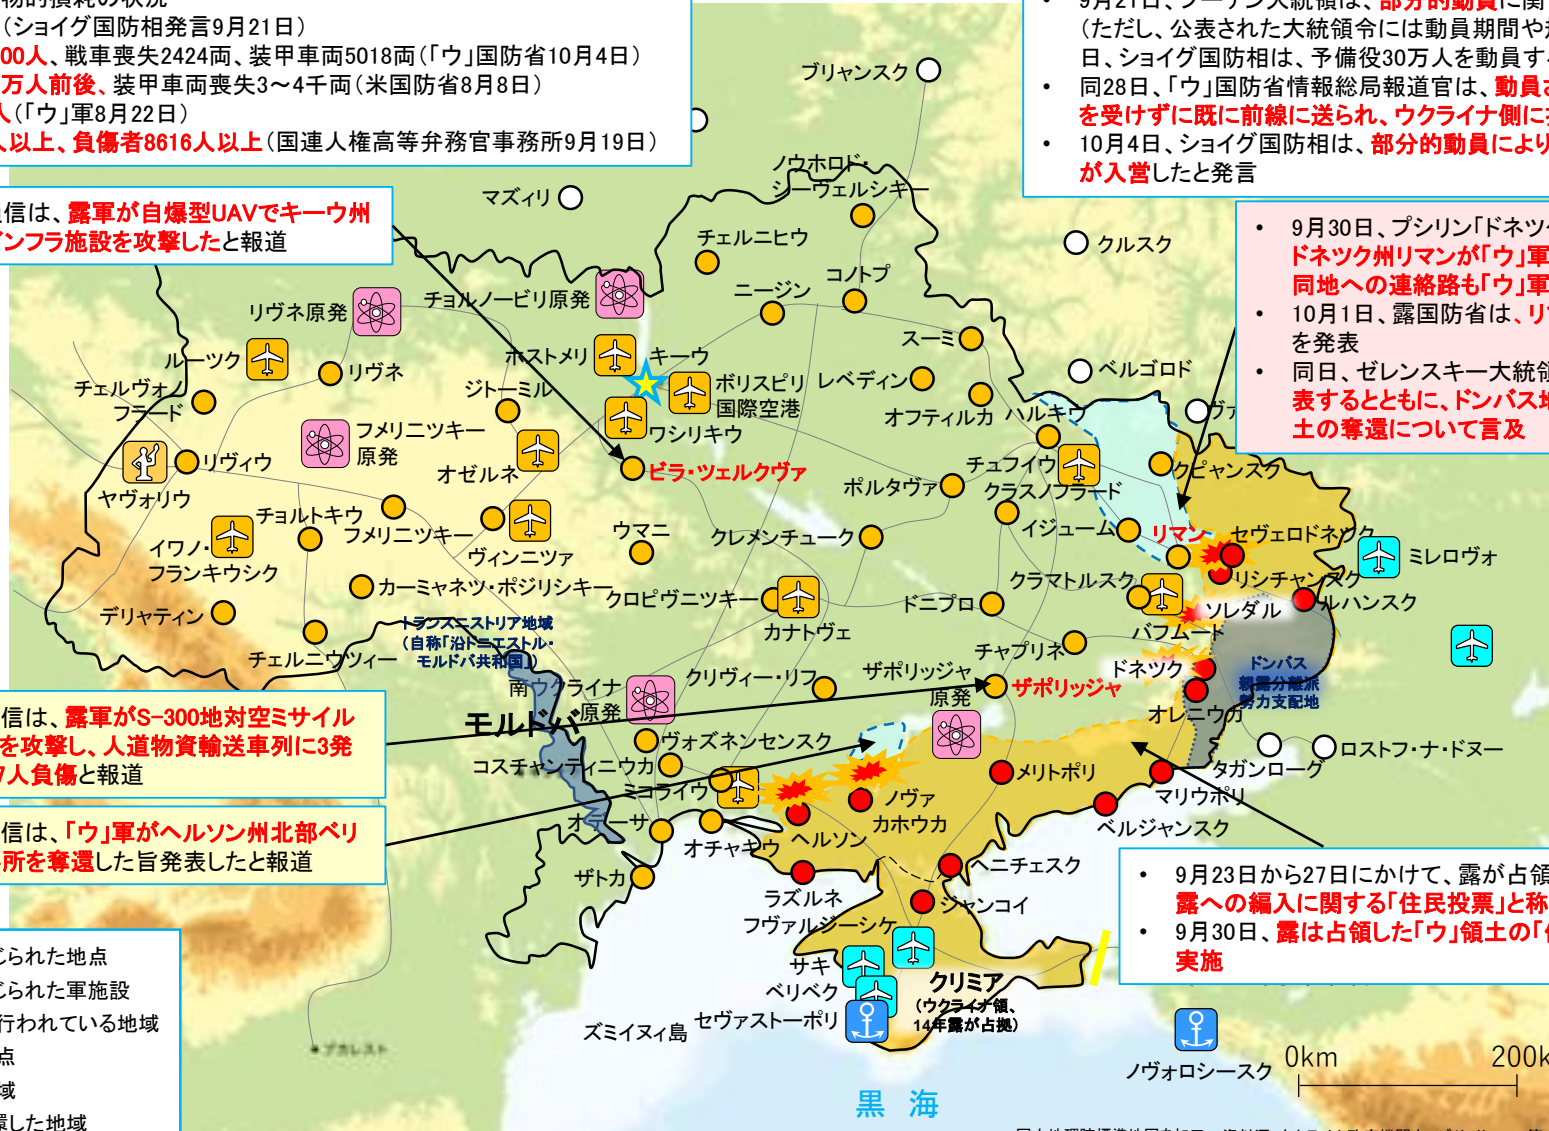 物的損耗の状況
(ショイグ国防相発言9月21日)
00人、戦車喪失2424両、装甲車両5018両(「ウ」国防省10月4日)
万人前後、装甲車両喪失3～4千両(米国防省8月8日)
人(「ウ」軍8月22日)
人以上、負傷者8616人以上(国連人権高等弁務官事務所9月19日)
• 9月21日、プーチン大統領は、部分的動員に関
(ただし、公表された大統領令には動員期間や
日、ショイグ国防相は、予備役30万人を動員す
• 同28日、「ウ」国防省情報総局報道官は、動員さ
を受けずに既に前線に送られ、ウクライナ側に
• 10月4日、ショイグ国防相は、部分的動員により
が入営したと発言
信は、露軍が自爆型UAVでキーウ州
インフラ施設を攻撃したと報道
• 9月30日、プシリン「ドネツ
ドネツク州リマンが「ウ」軍
同地への連絡路も「ウ」軍
• 10月1日、露国防省は、リ
を発表
• 同日、ゼレンスキー大統領
表するとともに、ドンバス地
土の奪還について言及
ブリャンスク
ノヴホロド・
シーヴェルシキー
マズィリ
チェルニヒウ
クルスク
コノトプ
ニージン
チョルノービリ原発
リヴネ原発
スーミ
ホストメリ
キーウ
ルーツク
リヴネ
ベルゴロド
チェルヴォノ
フラード
ジトーミル
ボリスピリ
国際空港
レベディン
オフティルカ
ハルキウ
ヴァ
フメリニツキー
原発
ワシリキウ
リヴィウ
オゼルネ
ビラ・ツェルクヴァ
チュフイウ
クピャンスク
ヤヴォリウ
ポルタヴァ
クラスノフラード
チョルトキウ
フメリニツキー
ヴィンニツァ
ウマニ
クレメンチューク
イジューム
リマン
セヴェロドネツク
イワノ・
フランキウシク
ミレロヴォ
カーミャネツ・ポジリシキー
クラマトルスク
リシチャンスク
デリャティン
クロピヴニツキー
ドニプロ
ソレダル
ルハンスク
トランスニストリア地域
(自称「沿ドニエストル・
モルドバ共和国」)
カナトヴェ
バフムート
チャプリネ
チェルニウツィー
ドネツク
ドンバス
親露分離派
勢力支配地
南ウクライナ
原発
クリヴィー・リフ
ザポリッジャ
原発
ザポリッジャ
オレニウカ
モルドバ
信は、露軍がS-300地対空ミサイル
を攻撃し、人道物資輸送車列に3発
7人負傷と報道
ヴォズネンセンスク
コスチャンティニウカ
メリトポリ
タガンローグ
ロストフ・ナ・ドヌー
ミコライウ
マリウポリ
信は、「ウ」軍がヘルソン州北部ベリ
所を奪還した旨発表したと報道
オデーサ
オチャキウ
ヘルソン
ノヴァ
カホウカ
ベルジャンスク
ザトカ
ヘニチェスク
ラズルネ
ジャンコイ
• 9月23日から27日にかけて、露が占領
露への編入に関する「住民投票」と称
• 9月30日、露は占領した「ウ」領土の「
実施
フヴァルジーシケ
サキ
ベリベク
クリミア
(ウクライナ領、
14年露が占拠)
セヴァストーポリ
ズミイヌィ島
じられた地点
じられた軍施設
行われている地域
点
域
還した地域
ブカレスト
ノヴォロシースク
0km
200k
黒 海